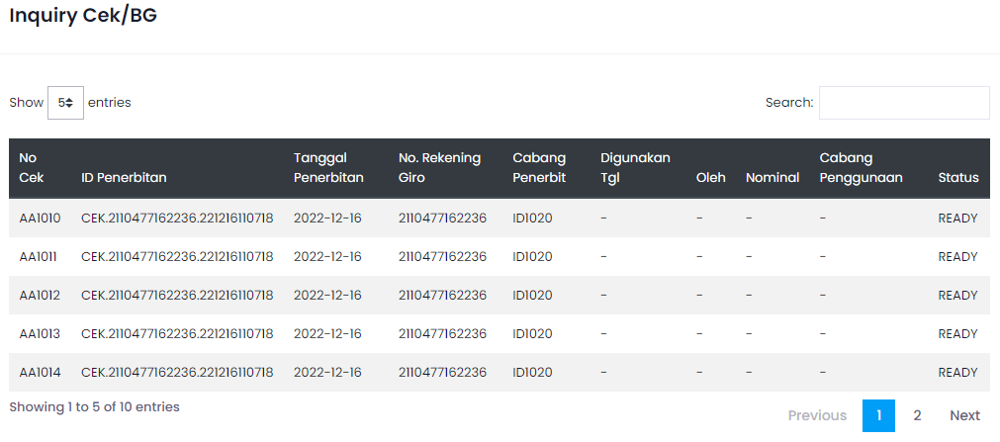 Inquiry Cek/BG
Show 5 entries Search:
No Cek ID Penerbitan Tanggal Penerbitan No. Rekening Giro Cabang Penerbit Digunakan Tgl Oleh Nominal Cabang Penggunaan Status
AA1010 CEK.2110477162236.221216110718 2022-12-16 2110477162236 ID1020 - - - - READY
AA1011 CEK.2110477162236.221216110718 2022-12-16 2110477162236 ID1020 - - - - READY
AA1012 CEK.2110477162236.221216110718 2022-12-16 2110477162236 ID1020 - - - - READY
AA1013 CEK.2110477162236.221216110718 2022-12-16 2110477162236 ID1020 - - - - READY
AA1014 CEK.2110477162236.221216110718 2022-12-16 2110477162236 ID1020 - - - - READY
Showing 1 to 5 of 10 entries
Previous 1 2 Next